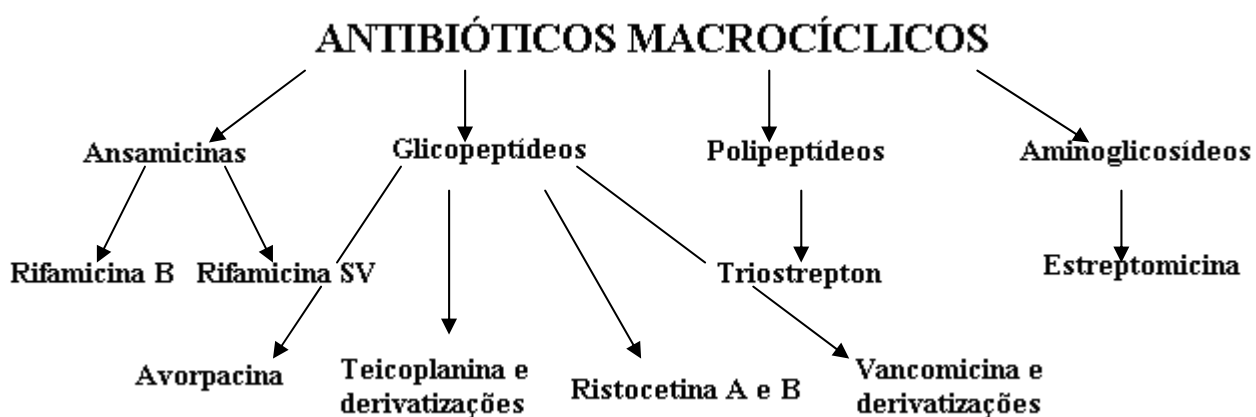 ANTIBIÓTICOS MACROCÍCLICOS
Ansamicinas
Glicopeptídeos
Polipeptídeos
Aminoglicosídeos
Rifamicina B
Rifamicina SV
Triostrepton
Estreptomicina
Avorpacina
Teicoplanina e
derivatizações
Ristocetina A e B
Vancomicina e
derivatizações